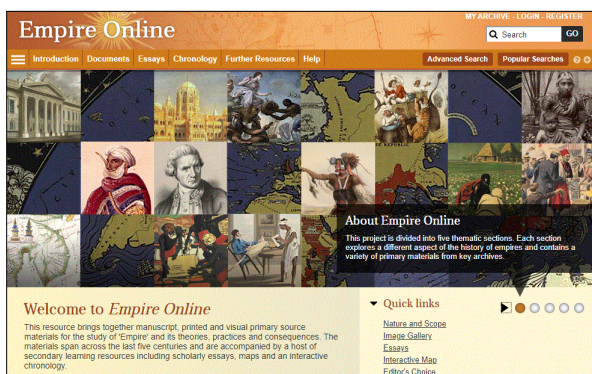 MY ARCHIVE - LOGIN - REGISTER
Empire Online
Search GO
Introduction Documents Essays Chronology Further Resources Help Advanced Search Popular Searches
About Empire Online
This project is divided into five thematic sections. Each section
explores a different aspect of the history of empires and contains a
variety of primary materials from key archives.
Welcome to Empire Online
This resource brings together manuscript, printed and visual primary source
materials for the study of 'Empire' and its theories, practices and consequences. The
materials span across the last five centuries and are accompanied by a host of
secondary learning resources including scholarly essays, maps and an interactive
chronology.
Quick links
Nature and Scope
Image Gallery
Essays
Interactive Map
Editor's Choice